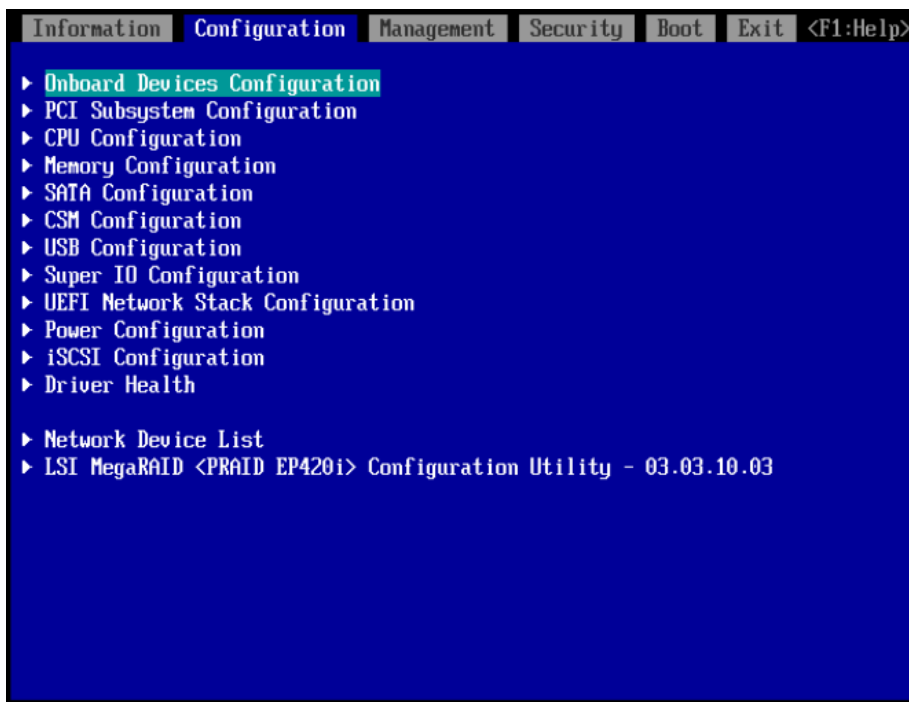 Information Configuration Management Security Boot Exit <F1:Help>
Onboard Devices Configuration
PCI Subsystem Configuration
CPU Configuration
Memory Configuration
SATA Configuration
CSM Configuration
USB Configuration
Super IO Configuration
UEFI Network Stack Configuration
Power Configuration
iSCSI Configuration
Driver Health
Network Device List
LSI MegaRAID <PRAID EP420i> Configuration Utility - 03.03.10.03